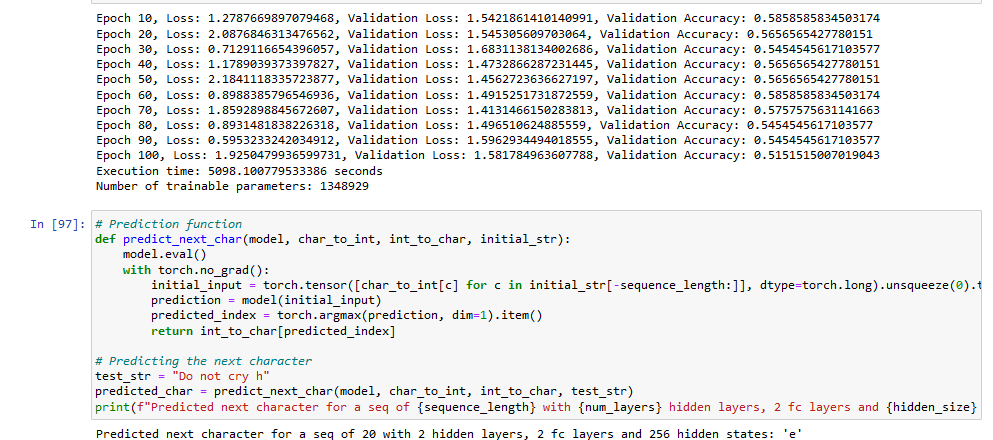 Epoch 10, Loss: 1.2787669897079468, Validation Loss: 1.5421861410140991, Validation Accuracy: 0.5858585834503174
Epoch 20, Loss: 2.0876846313476562, Validation Loss: 1.545305609703064, Validation Accuracy: 0.5656565427780151
Epoch 30, Loss: 0.7129116654396057, Validation Loss: 1.6831138134002686, Validation Accuracy: 0.5454545617103577
Epoch 40, Loss: 1.1789039373397827, Validation Loss: 1.4732866287231445, Validation Accuracy: 0.5656565427780151
Epoch 50, Loss: 2.1841118335723877, Validation Loss: 1.4562723636627197, Validation Accuracy: 0.5656565427780151
Epoch 60, Loss: 0.8988385796546936, Validation Loss: 1.4915251731872559, Validation Accuracy: 0.5858585834503174
Epoch 70, Loss: 1.8592898845672607, Validation Loss: 1.4131466150283813, Validation Accuracy: 0.5757575631141663
Epoch 80, Loss: 0.8931481838226318, Validation Loss: 1.496510624885559, Validation Accuracy: 0.5454545617103577
Epoch 90, Loss: 0.5953233242034912, Validation Loss: 1.5962934494018555, Validation Accuracy: 0.5454545617103577
Epoch 100, Loss: 1.9250479936599731, Validation Loss: 1.581784963607788, Validation Accuracy: 0.5151515007019043
Execution time: 5098.100779533386 seconds
Number of trainable parameters: 1348929
In [97]: # Prediction function
def predict_next_char(model, char_to_int, int_to_char, initial_str):
    model.eval()
    with torch.no_grad():
        initial_input = torch.tensor([char_to_int[c] for c in initial_str[-sequence_length:]], dtype=torch.long).unsqueeze(0).t
        prediction = model(initial_input)
        predicted_index = torch.argmax(prediction, dim=1).item()
        return int_to_char[predicted_index]
# Predicting the next character
test_str = "Do not cry h"
predicted_char = predict_next_char(model, char_to_int, int_to_char, test_str)
print(f"Predicted next character for a seq of {sequence_length} with {num_layers} hidden layers, 2 fc layers and {hidden_size}
Predicted next character for a seq of 20 with 2 hidden layers, 2 fc layers and 256 hidden states: 'e'